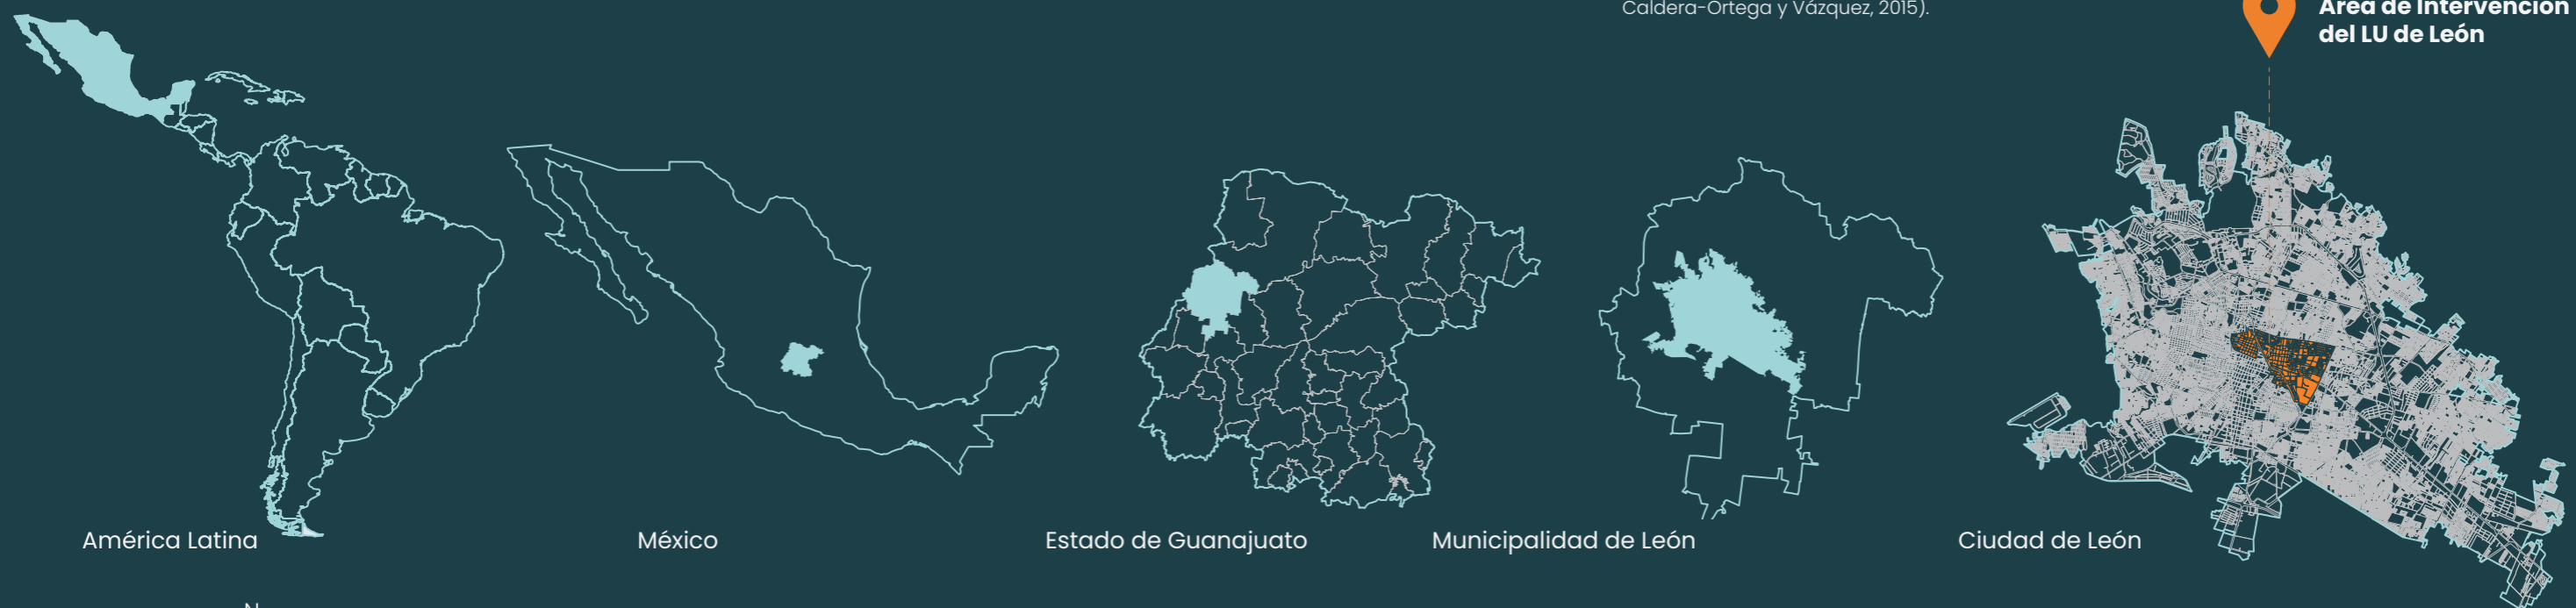 Caldera-Ortega y Vázquez, 2015).
Área de Intervención
del LU de León
América Latina
México
Estado de Guanajuato
Municipalidad de León
Ciudad de León
N